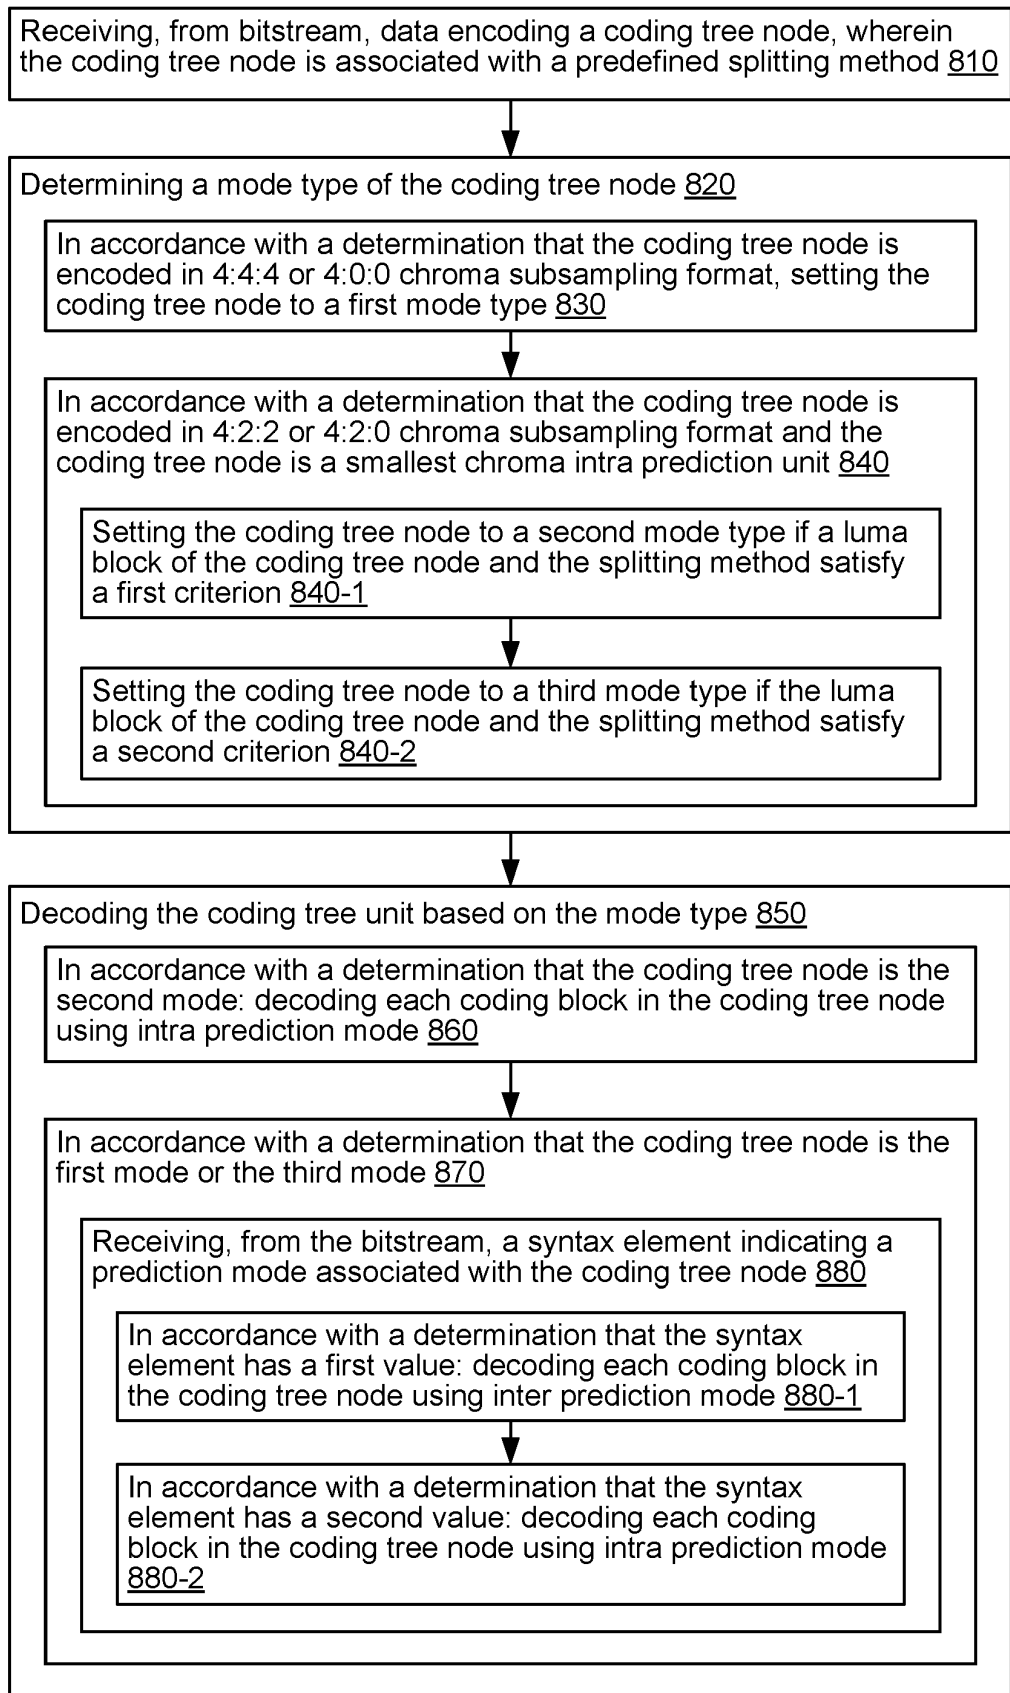 Receiving, from bitstream, data encoding a coding tree node, wherein
the coding tree node is associated with a predefined splitting method 810
Determining a mode type of the coding tree node 820
In accordance with a determination that the coding tree node is
encoded in 4:4:4 or 4:0:0 chroma subsampling format, setting the
coding tree node to a first mode type 830
In accordance with a determination that the coding tree node is
encoded in 4:2:2 or 4:2:0 chroma subsampling format and the
coding tree node is a smallest chroma intra prediction unit 840
Setting the coding tree node to a second mode type if a luma
block of the coding tree node and the splitting method satisfy
a first criterion 840-1
Setting the coding tree node to a third mode type if the luma
block of the coding tree node and the splitting method satisfy
a second criterion 840-2
Decoding the coding tree unit based on the mode type 850
In accordance with a determination that the coding tree node is the
second mode: decoding each coding block in the coding tree node
using intra prediction mode 860
In accordance with a determination that the coding tree node is the
first mode or the third mode 870
Receiving, from the bitstream, a syntax element indicating a
prediction mode associated with the coding tree node 880
In accordance with a determination that the syntax
element has a first value: decoding each coding block in
the coding tree node using inter prediction mode 880-1
In accordance with a determination that the syntax
element has a second value: decoding each coding
block in the coding tree node using intra prediction mode
880-2